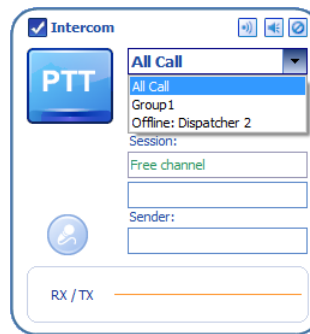 Intercom
PTT
All Call
All Call
Group1
Offline: Dispatcher 2
Session:
Free channel
Sender:
RX / TX